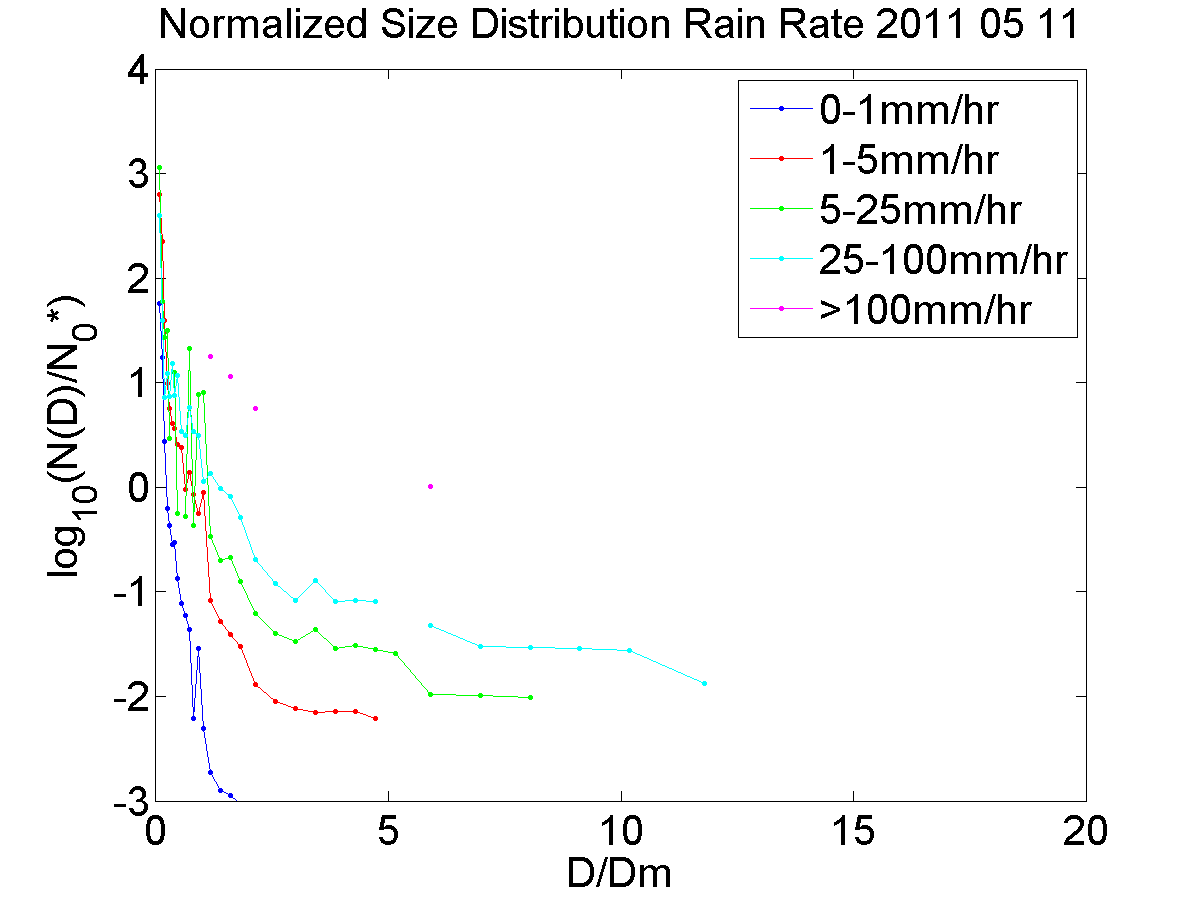 Normalized Size Distribution Rain Rate 2011 05 11
4
3
2
1
0
-1
-2
-3
log10(N(D)/N0*)
0-1mm/hr
1-5mm/hr
5-25mm/hr
25-100mm/hr
>100mm/hr
0 5 10 15 20
D/Dm